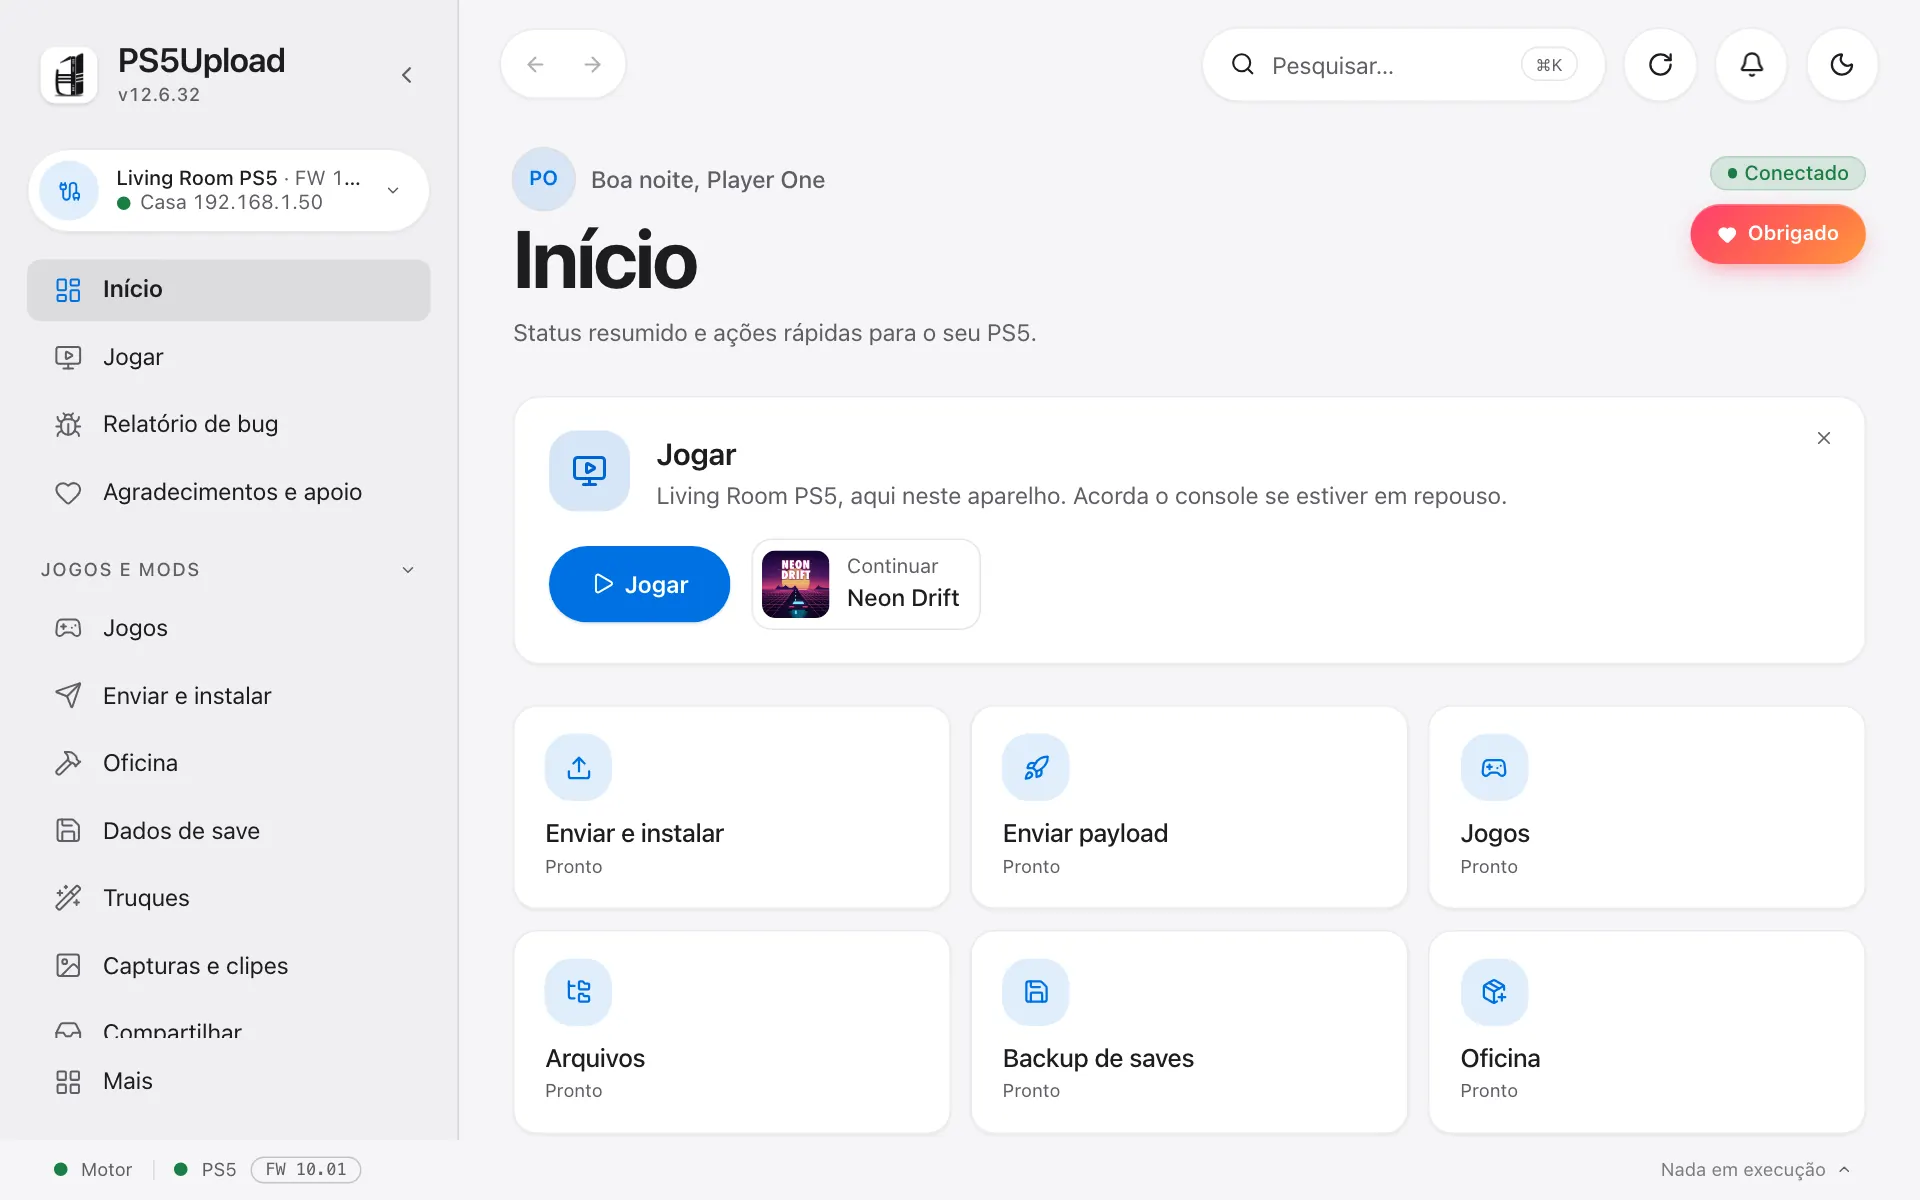 PS5Upload
v12.6.32
Living Room PS5 · FW 1...
Casa 192.168.1.50
Início
Jogar
Relatório de bug
Agradecimentos e apoio
JOGOS E MODS
Jogos
Enviar e instalar
Oficina
Dados de save
Truques
Capturas e clipes
Compartilhar
Mais
Pesquisar...
⌘K
PO
Boa noite, Player One
Conectado
Início
Obrigado
Status resumido e ações rápidas para o seu PS5.
Jogar
Living Room PS5, aqui neste aparelho. Acorda o console se estiver em repouso.
Jogar
NEON
DRIFT
Continuar
Neon Drift
Enviar e instalar
Pronto
Enviar payload
Pronto
Jogos
Pronto
Arquivos
Pronto
Backup de saves
Pronto
Oficina
Pronto
Motor
PS5
FW 10.01
Nada em execução